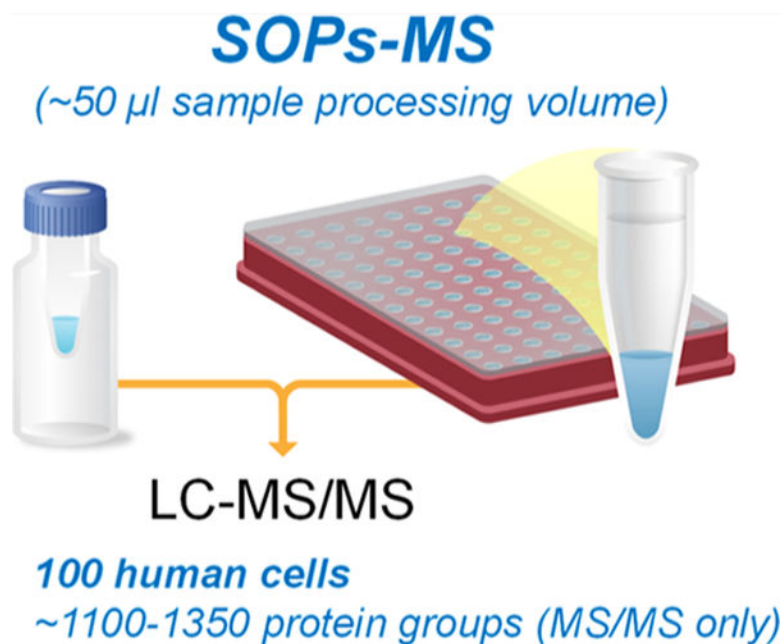 SOPs-MS
(~50 µl sample processing volume)
LC-MS/MS
100 human cells
~1100-1350 protein groups (MS/MS only)